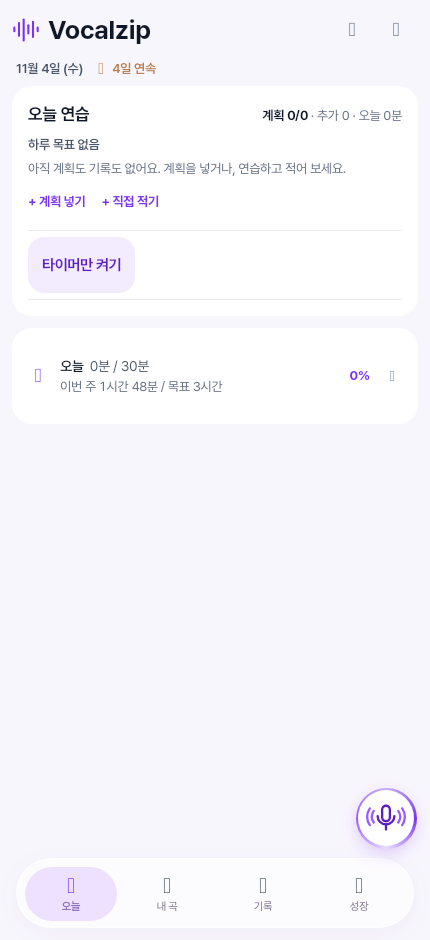 Vocalzip
11월 4일 (수) 4일 연속
오늘 연습 계획 0/0 · 추가 0 · 오늘 0분
하루 목표 없음
아직 계획도 기록도 없어요. 계획을 넣거나, 연습하고 적어 보세요.
+ 계획 넣기 + 직접 적기
타이머만 켜기
오늘 0분 / 30분
이번 주 1시간 48분 / 목표 3시간
0%
오늘 내 곡 기록 성장